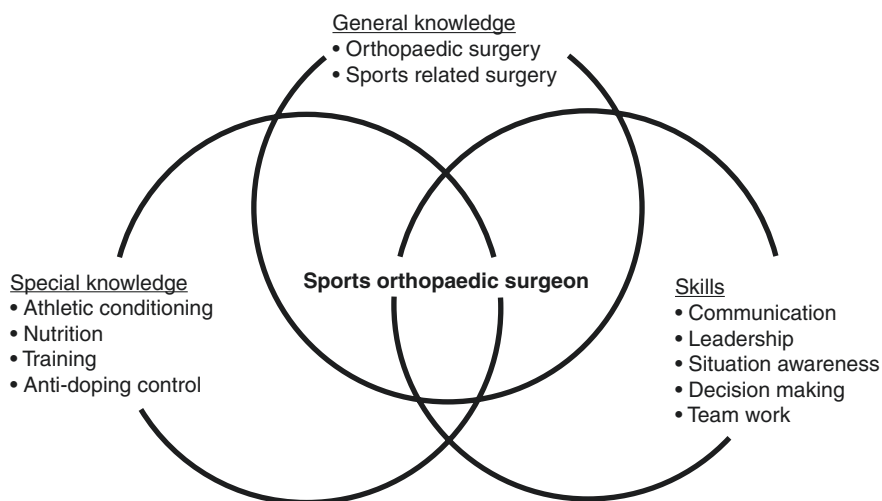 General knowledge
• Orthopaedic surgery
• Sports related surgery
Special knowledge
• Athletic conditioning
• Nutrition
• Training
• Anti-doping control
Sports orthopaedic surgeon
Skills
• Communication
• Leadership
• Situation awareness
• Decision making
• Team work